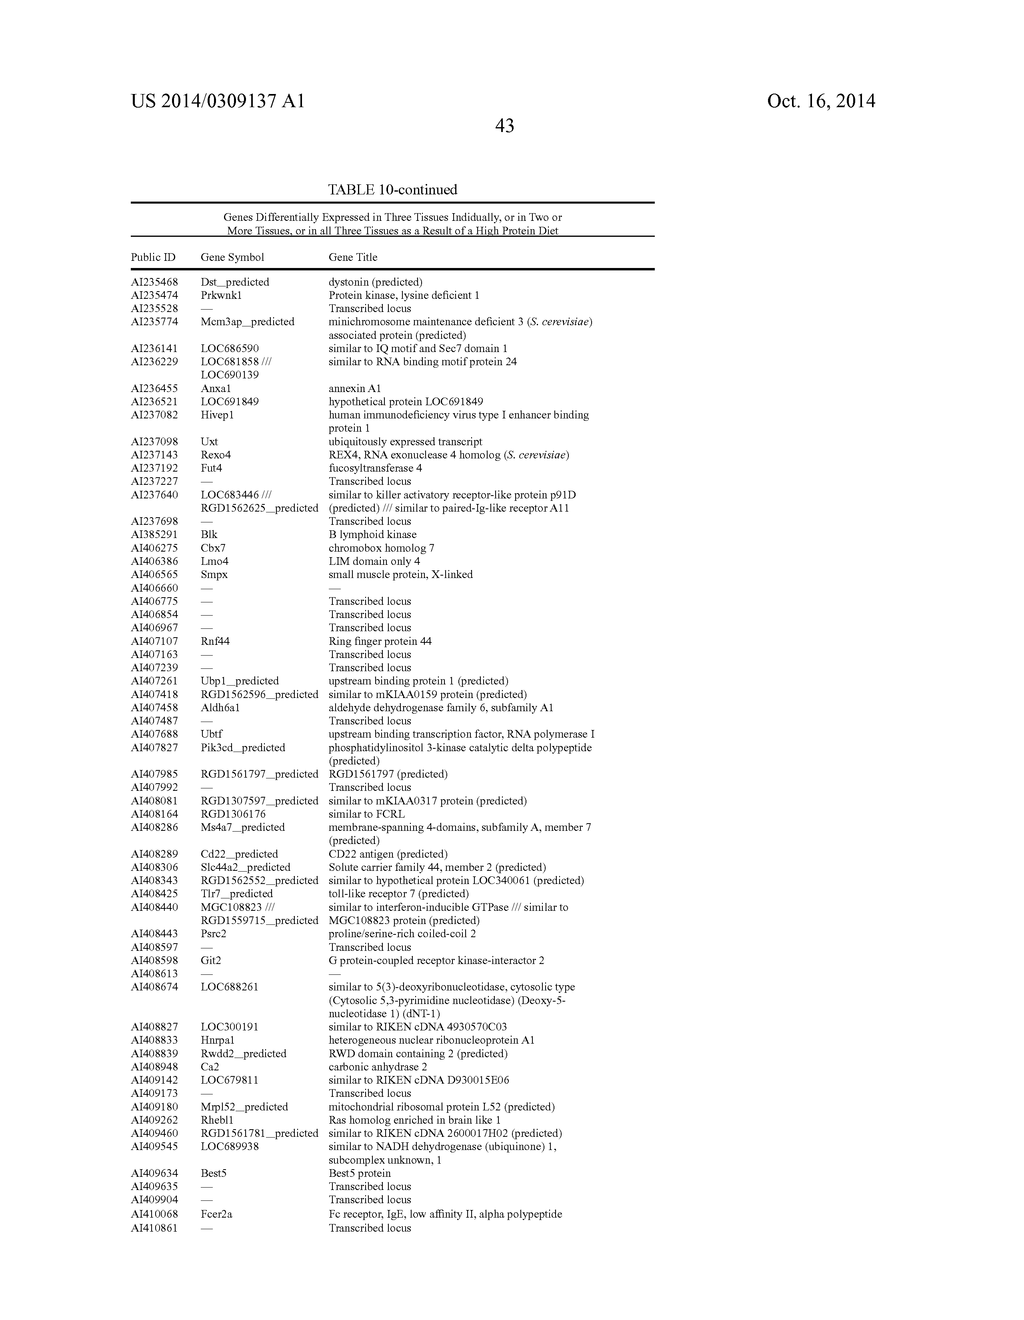 US 2014/0309137 A1 Oct. 16, 2014
43
TABLE 10-continued
Genes Differentially Expressed in Three Tissues Indidually, or in Two or
More Tissues, or in all Three Tissues as a Result of a High Protein Diet
Public ID Gene Symbol Gene Title
AI235468 Dst_predicted dystonin (predicted)
AI235474 Prkwnk1 Protein kinase, lysine deficient 1
AI235528 — Transcribed locus
AI235774 Mcm3ap_predicted minichromosome maintenance deficient 3 (S. cerevisiae)
associated protein (predicted)
AI236141 LOC686590 similar to IQ motif and Sec7 domain 1
AI236229 LOC681858 /// similar to RNA binding motif protein 24
LOC690139
AI236455 Anxa1 annexin A1
AI236521 LOC691849 hypothetical protein LOC691849
AI237082 Hivep1 human immunodeficiency virus type I enhancer binding
protein 1
AI237098 Uxt ubiquitously expressed transcript
AI237143 Rexo4 REX4, RNA exonuclease 4 homolog (S. cerevisiae)
AI237192 Fut4 fucosyltransferase 4
AI237227 — Transcribed locus
AI237640 LOC683446 /// similar to killer activatory receptor-like protein p91D
RGD1562625_predicted (predicted) /// similar to paired-Ig-like receptor A11
AI237698 — Transcribed locus
AI385291 Blk B lymphoid kinase
AI406275 Cbx7 chromobox homolog 7
AI406386 Lmo4 LIM domain only 4
AI406565 Smpx small muscle protein, X-linked
AI406660 — —
AI406775 — Transcribed locus
AI406854 — Transcribed locus
AI406967 — Transcribed locus
AI407107 Rnf44 Ring finger protein 44
AI407163 — Transcribed locus
AI407239 — Transcribed locus
AI407261 Ubp1_predicted upstream binding protein 1 (predicted)
AI407418 RGD1562596_predicted similar to mKIAA0159 protein (predicted)
AI407458 Aldh6a1 aldehyde dehydrogenase family 6, subfamily A1
AI407487 — Transcribed locus
AI407688 Ubtf upstream binding transcription factor, RNA polymerase I
AI407827 Pik3cd_predicted phosphatidylinositol 3-kinase catalytic delta polypeptide
(predicted)
AI407985 RGD1561797_predicted RGD1561797 (predicted)
AI407992 — Transcribed locus
AI408081 RGD1307597_predicted similar to mKIAA0317 protein (predicted)
AI408164 RGD1306176 similar to FCRL
AI408286 Ms4a7_predicted membrane-spanning 4-domains, subfamily A, member 7
(predicted)
AI408289 Cd22_predicted CD22 antigen (predicted)
AI408306 Slc44a2_predicted Solute carrier family 44, member 2 (predicted)
AI408343 RGD1562552_predicted similar to hypothetical protein LOC340061 (predicted)
AI408425 Tlr7_predicted toll-like receptor 7 (predicted)
AI408440 MGC108823 /// similar to interferon-inducible GTPase /// similar to
RGD1559715_predicted MGC108823 protein (predicted)
AI408443 Psrc2 proline/serine-rich coiled-coil 2
AI408597 — Transcribed locus
AI408598 Git2 G protein-coupled receptor kinase-interactor 2
AI408613 — —
AI408674 LOC688261 similar to 5(3)-deoxyribonucleotidase, cytosolic type
(Cytosolic 5,3-pyrimidine nucleotidase) (Deoxy-5-
nucleotidase 1) (dNT-1)
AI408827 LOC300191 similar to RIKEN cDNA 4930570C03
AI408833 Hnrpa1 heterogeneous nuclear ribonucleoprotein A1
AI408839 Rwdd2_predicted RWD domain containing 2 (predicted)
AI408948 Ca2 carbonic anhydrase 2
AI409142 LOC679811 similar to RIKEN cDNA D930015E06
AI409173 — Transcribed locus
AI409180 Mrpl52_predicted mitochondrial ribosomal protein L52 (predicted)
AI409262 Rhebl1 Ras homolog enriched in brain like 1
AI409460 RGD1561781_predicted similar to RIKEN cDNA 2600017H02 (predicted)
AI409545 LOC689938 similar to NADH dehydrogenase (ubiquinone) 1,
subcomplex unknown, 1
AI409634 Best5 Best5 protein
AI409635 — Transcribed locus
AI409904 — Transcribed locus
AI410068 Fcer2a Fc receptor, IgE, low affinity II, alpha polypeptide
AI410861 — Transcribed locus